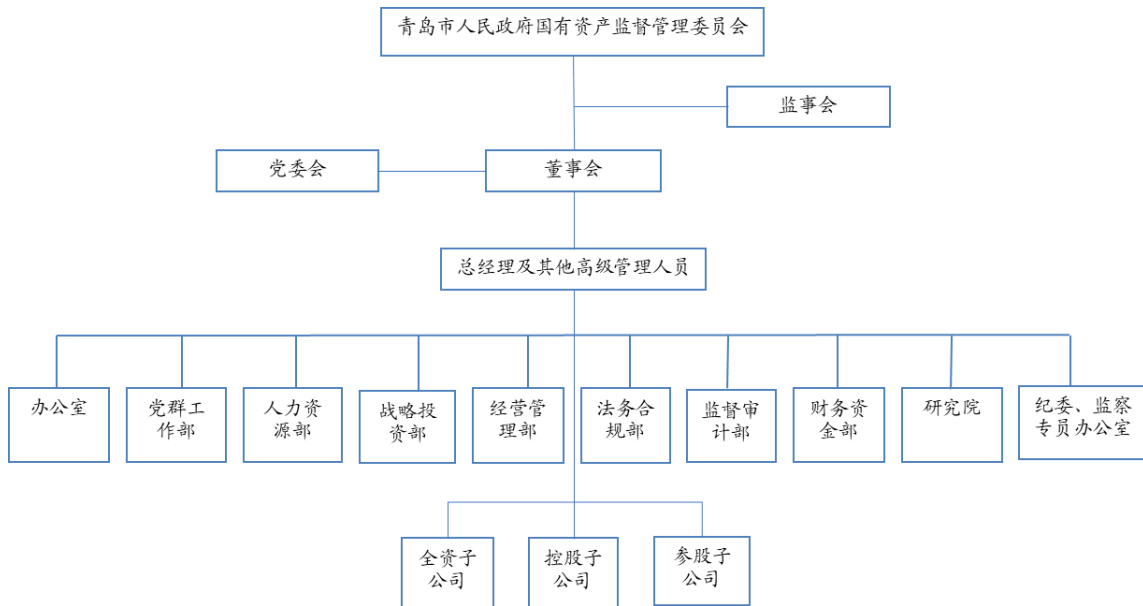 青岛市人民政府国有资产监督管理委员会
监事会
党委会
董事会
总经理及其他高级管理人员
办公室
党群工
作部
人力资
源部
战略投
资部
经营管
理部
法务合
规部
监督审
计部
财务资
金部
研究院
纪委、监察
专员办公室
全资子
公司
控股子
公司
参股子
公司